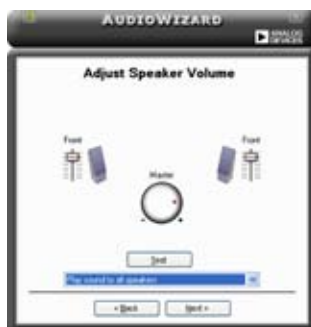 AUDIOWIZARD
ANALOG
DEVICES
Adjust Speaker Volume
Front
Front
Master
Test
Play sound to all speakers
< Back
Next >